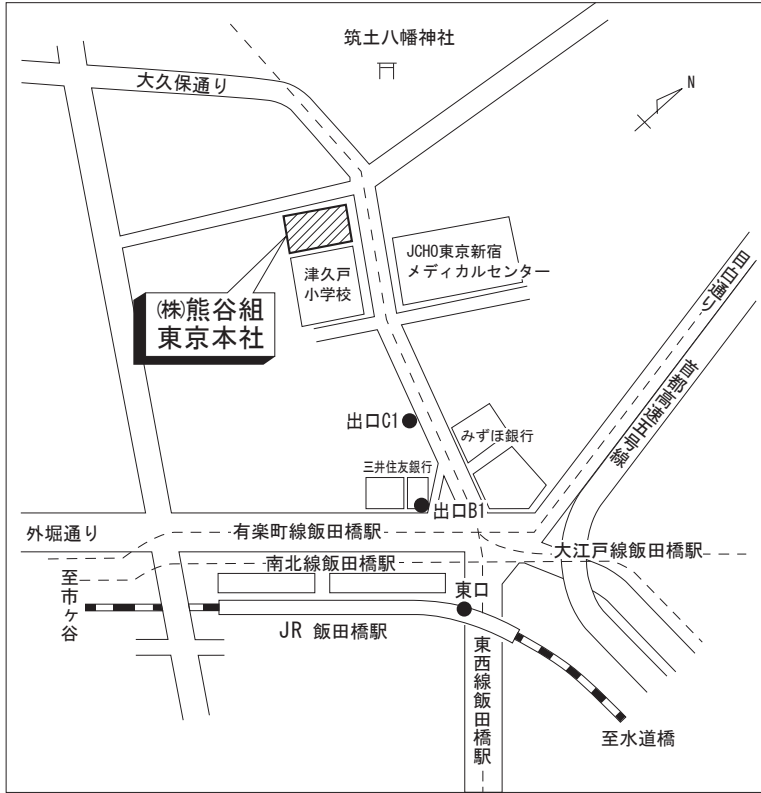 筑土八幡神社
大久保通り
N
JCHO東京新宿
メディカルセンター
津久戸
小学校
目白通り
㈱熊谷組
東京本社
首都高速五号線
出口C1
みずほ銀行
三井住友銀行
出口B1
外堀通り
有楽町線飯田橋駅
大江戸線飯田橋駅
南北線飯田橋駅
至市ヶ谷
東口
JR 飯田橋駅
東西線飯田橋駅
至水道橋